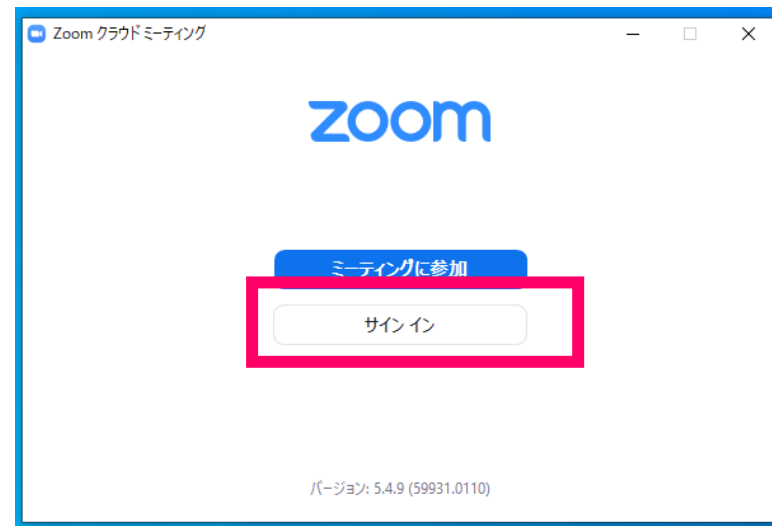 Zoom クラウド ミーティング
zoom
ミーティングに参加
サイン イン
バージョン: 5.4.9 (59931.0110)